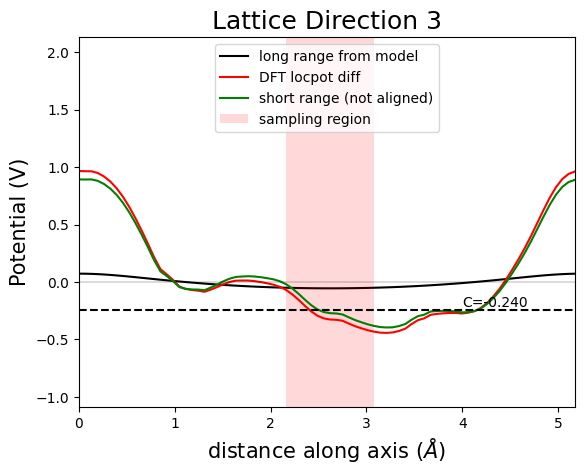 Lattice Direction 3
long range from model
DFT locpot diff
short range (not aligned)
sampling region
Potential (V)
2.0
1.5
1.0
0.5
0.0
−0.5
−1.0
C=-0.240
0 1 2 3 4 5
distance along axis (Å)